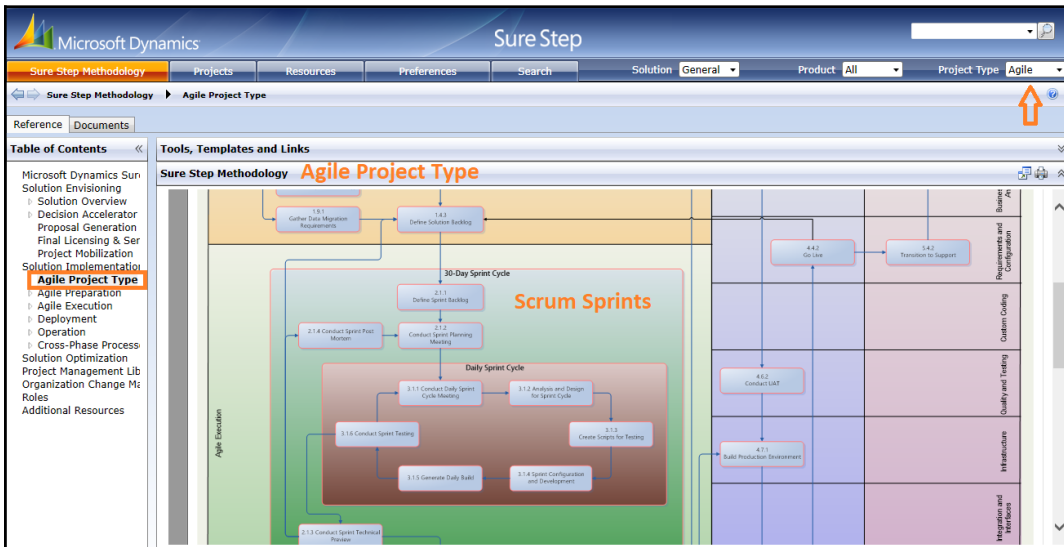 Microsoft Dynamics
Sure Step
Sure Step Methodology
Projects
Resources
Preferences
Search
Solution General
Product All
Project Type Agile
Sure Step Methodology Agile Project Type
Reference Documents
Table of Contents
Microsoft Dynamics Sur
Solution Envisioning
Solution Overview
Decision Accelerator
Proposal Generation
Final Licensing & Ser
Project Mobilization
Solution Implementation
Agile Project Type
Agile Preparation
Agile Execution
Deployment
Operation
Cross-Phase Process
Solution Optimization
Project Management Lib
Organization Change Ma
Roles
Additional Resources
Tools, Templates and Links
Sure Step Methodology Agile Project Type
1.9.1
Gather Data Migration
Requirements
1.4.3
Define Solution Backlog
30-Day Sprint Cycle
2.1.1
Define Sprint Backlog
Scrum Sprints
2.1.4 Conduct Sprint Post
Mortem
2.1.2
Conduct Sprint Planning
Meeting
Daily Sprint Cycle
3.1.1 Conduct Daily Sprint
Cycle Meeting
3.1.2 Analysis and Design
for Sprint Cycle
3.1.6 Conduct Sprint Testing
3.1.3
Create Scripts for Testing
3.1.5 Generate Daily Build
3.1.4 Sprint Configuration
and Development
2.1.3 Conduct Sprint Technical
Preview
Agile Execution
4.4.2
Go Live
5.4.2
Transition to Support
4.6.2
Conduct UAT
4.7.1
Build Production Environment
Requirements and
Configuration
Custom Coding
Quality and Testing
Infrastructure
Integration and
Interfaces